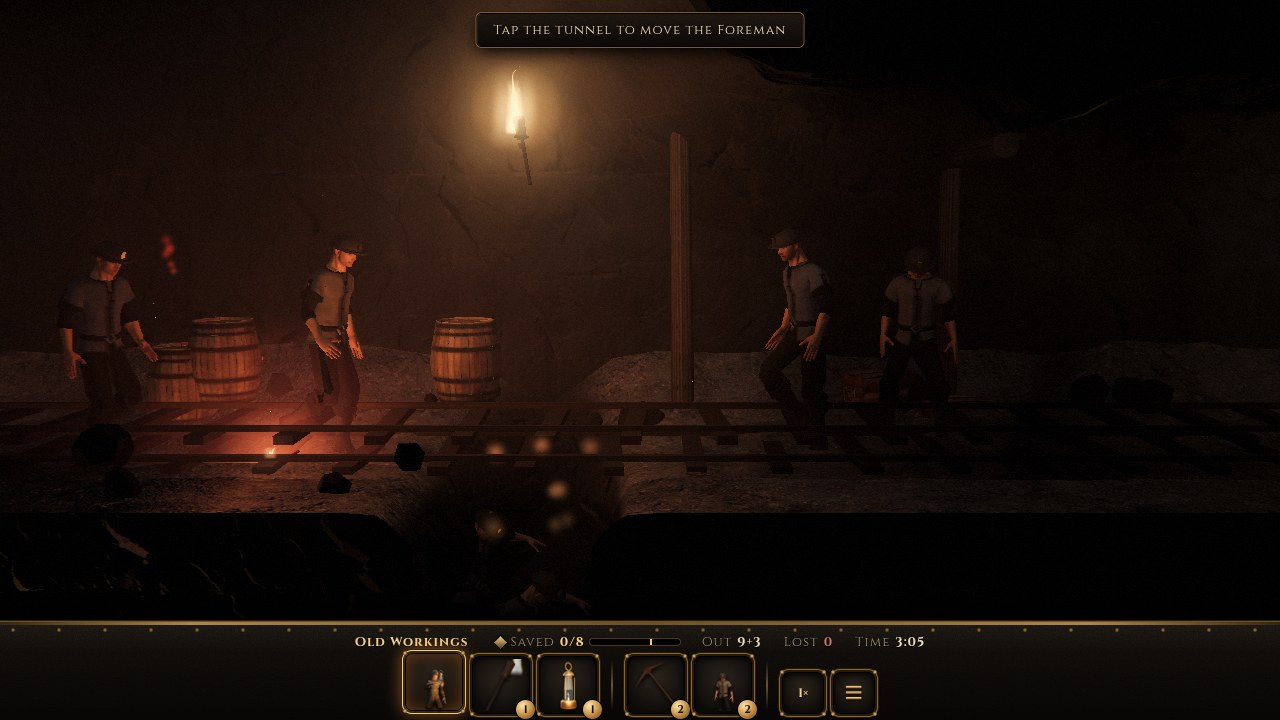 Tap the tunnel to move the Foreman
Old Workings Saved 0/8 Out 9+3 Lost 0 Time 3:05
1 1 2 2 1×